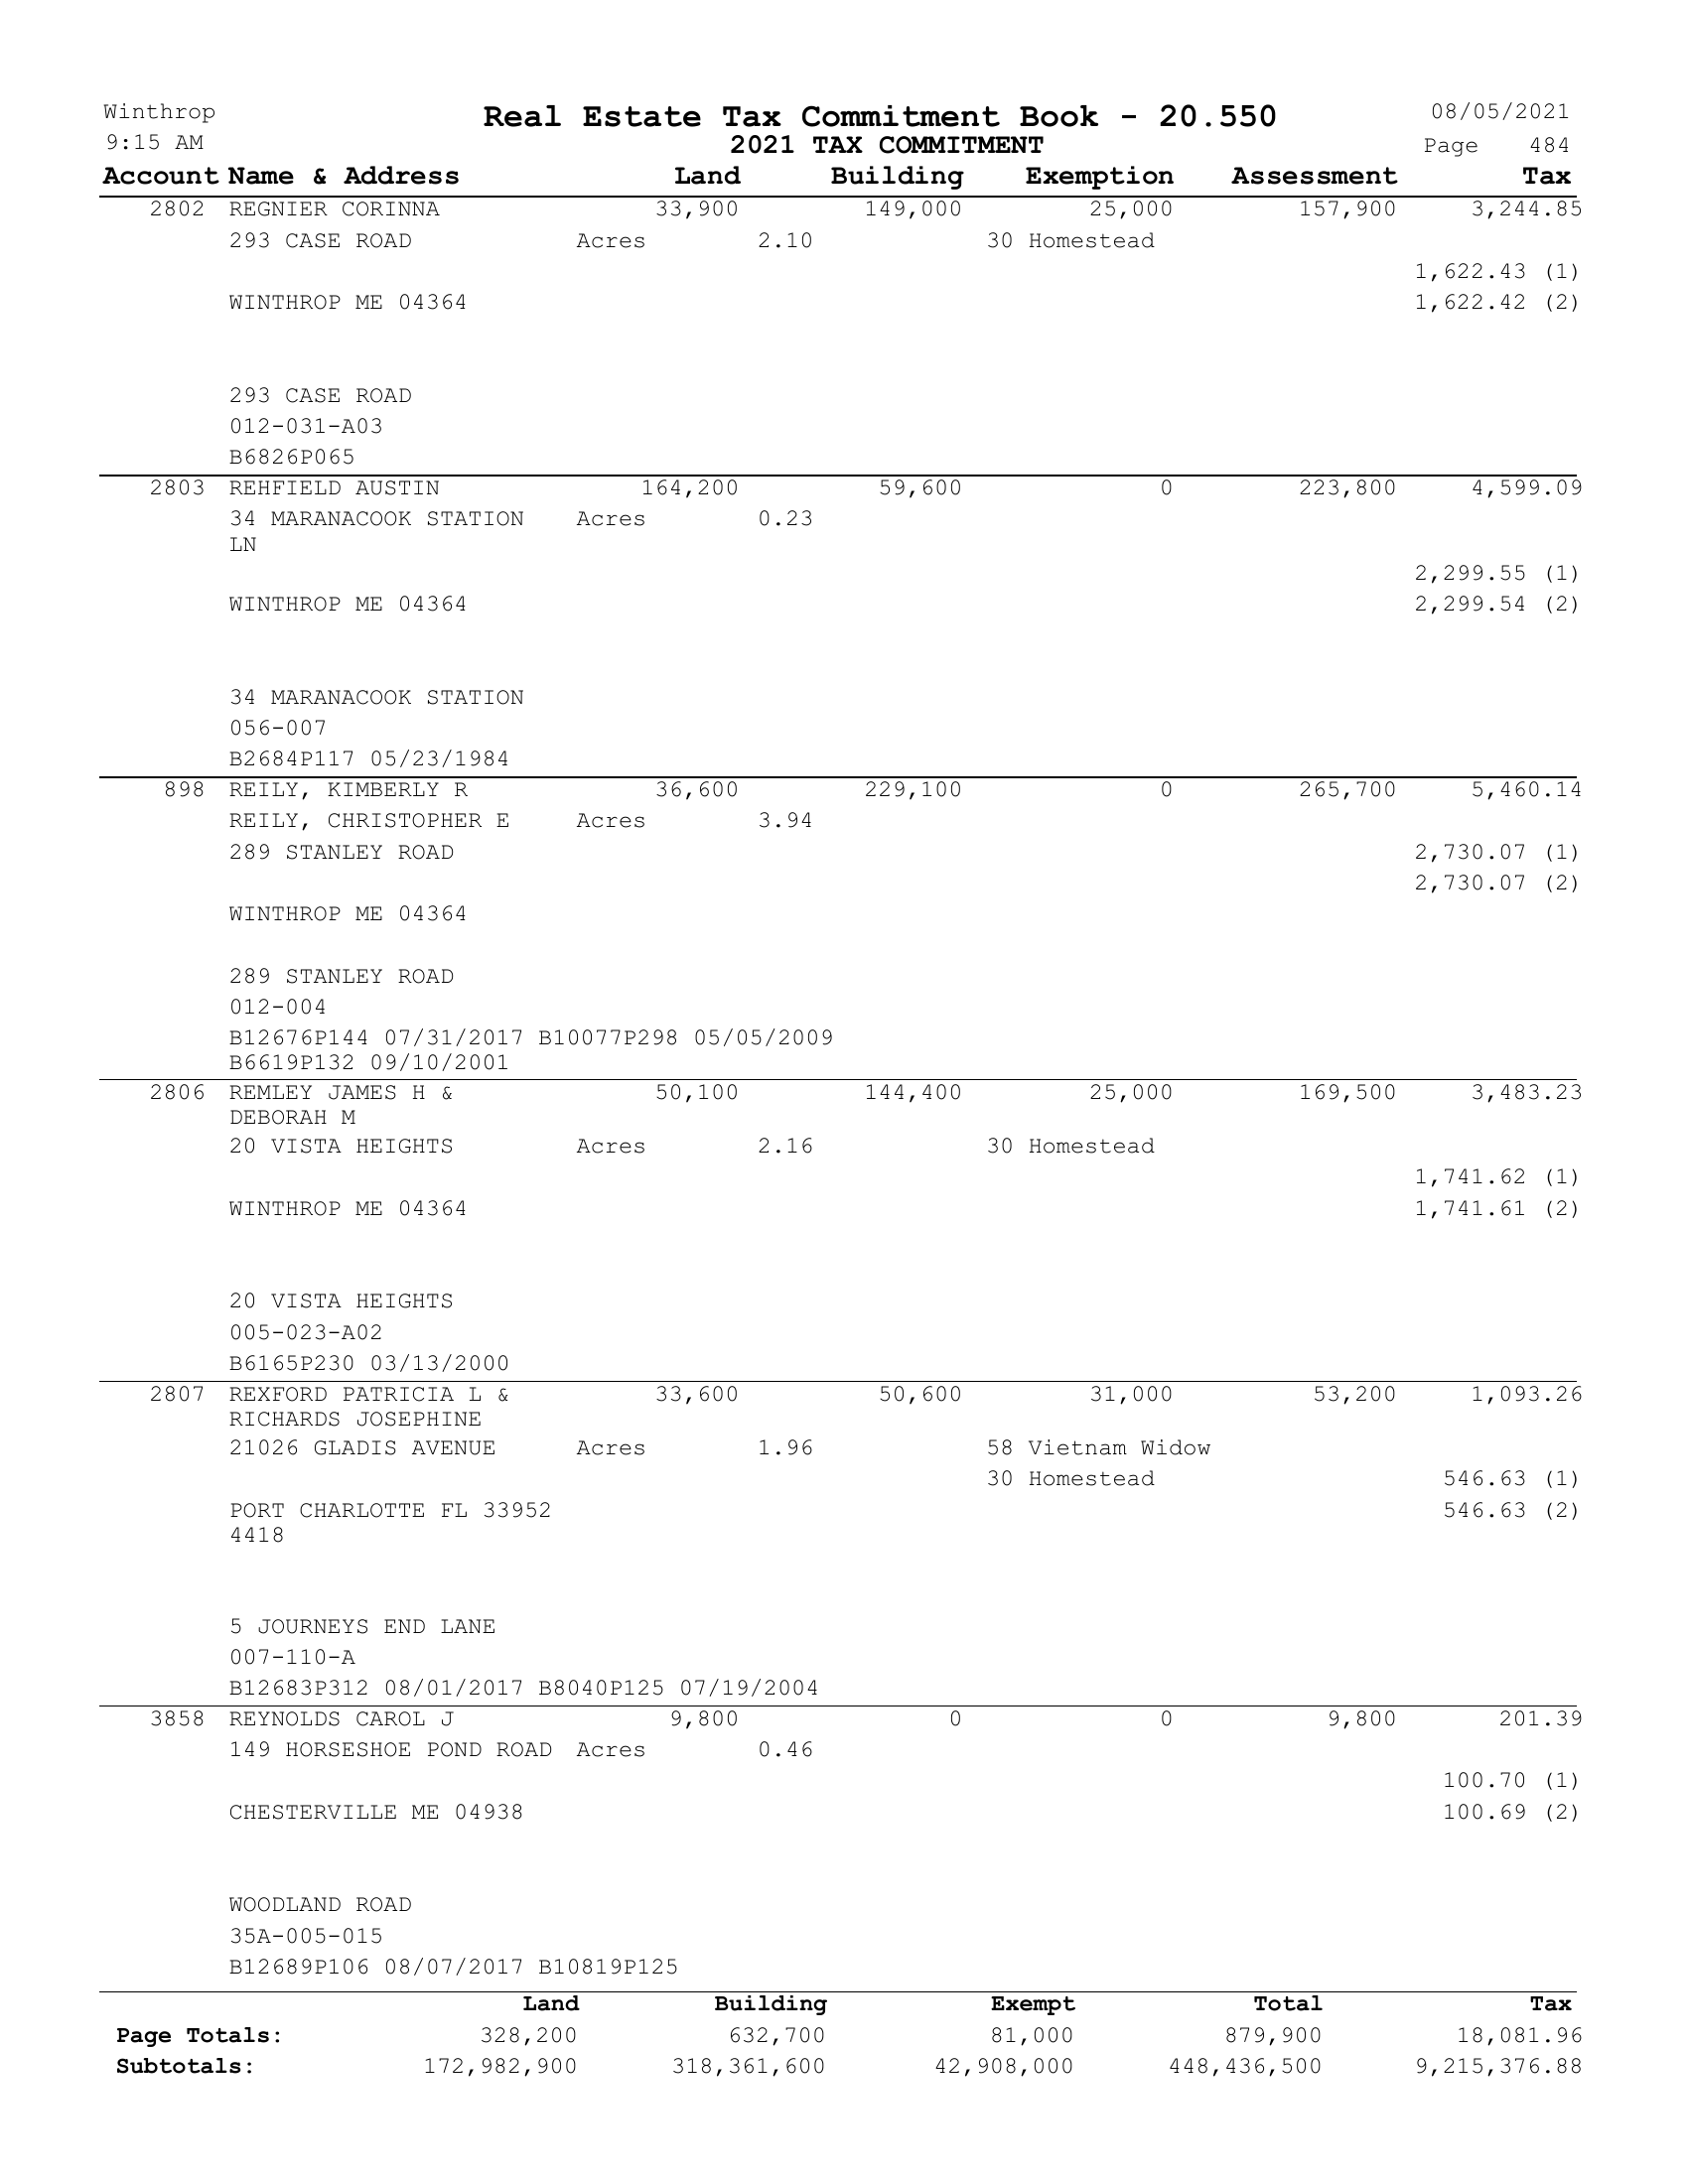 Winthrop Real Estate Tax Commitment Book - 20.550 08/05/2021
9:15 AM 2021 TAX COMMITMENT Page 484
Account Name & Address Land Building Exemption Assessment Tax
2802 REGNIER CORINNA 33,900 149,000 25,000 157,900 3,244.85
293 CASE ROAD Acres 2.10 30 Homestead
1,622.43 (1)
WINTHROP ME 04364 1,622.42 (2)
293 CASE ROAD
012-031-A03
B6826P065
2803 REHFIELD AUSTIN 164,200 59,600 0 223,800 4,599.09
34 MARANACOOK STATION Acres 0.23
LN
2,299.55 (1)
WINTHROP ME 04364 2,299.54 (2)
34 MARANACOOK STATION
056-007
B2684P117 05/23/1984
898 REILY, KIMBERLY R 36,600 229,100 0 265,700 5,460.14
REILY, CHRISTOPHER E Acres 3.94
289 STANLEY ROAD 2,730.07 (1)
2,730.07 (2)
WINTHROP ME 04364
289 STANLEY ROAD
012-004
B12676P144 07/31/2017 B10077P298 05/05/2009
B6619P132 09/10/2001
2806 REMLEY JAMES H & 50,100 144,400 25,000 169,500 3,483.23
DEBORAH M
20 VISTA HEIGHTS Acres 2.16 30 Homestead
1,741.62 (1)
WINTHROP ME 04364 1,741.61 (2)
20 VISTA HEIGHTS
005-023-A02
B6165P230 03/13/2000
2807 REXFORD PATRICIA L & 33,600 50,600 31,000 53,200 1,093.26
RICHARDS JOSEPHINE
21026 GLADIS AVENUE Acres 1.96 58 Vietnam Widow
30 Homestead 546.63 (1)
PORT CHARLOTTE FL 33952 546.63 (2)
4418
5 JOURNEYS END LANE
007-110-A
B12683P312 08/01/2017 B8040P125 07/19/2004
3858 REYNOLDS CAROL J 9,800 0 0 9,800 201.39
149 HORSESHOE POND ROAD Acres 0.46
100.70 (1)
CHESTERVILLE ME 04938 100.69 (2)
WOODLAND ROAD
35A-005-015
B12689P106 08/07/2017 B10819P125
Land Building Exempt Total Tax
Page Totals: 328,200 632,700 81,000 879,900 18,081.96
Subtotals: 172,982,900 318,361,600 42,908,000 448,436,500 9,215,376.88